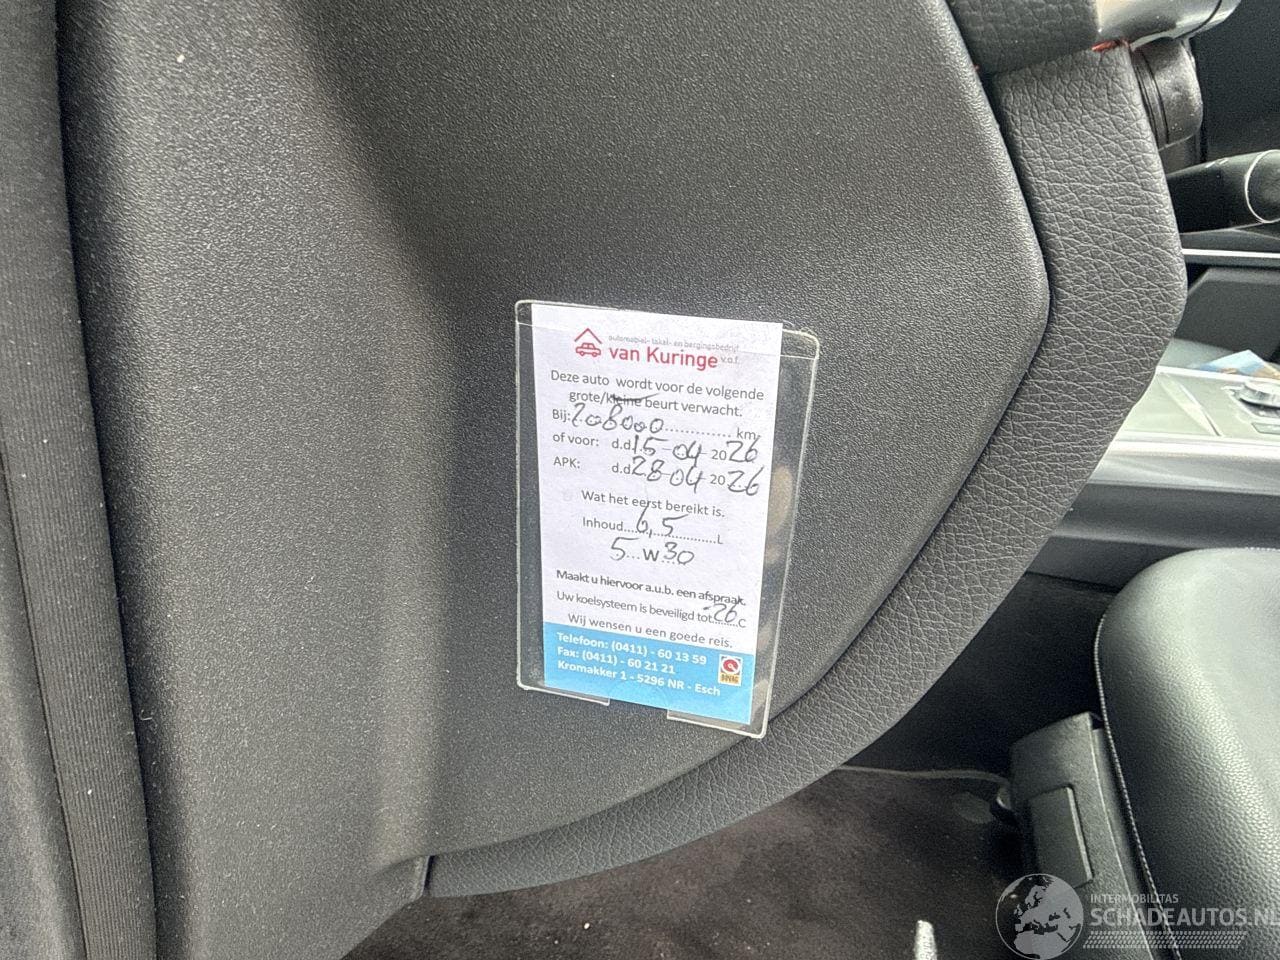 automobiel- takel- en bergingsbedrijf
van Kuringe v.o.f.
Deze auto wordt voor de volgende
grote/kleine beurt verwacht.
Bij: 208000 km,
of voor: d.d. 15-04-2026
APK: d.d. 28-04-2026
Wat het eerst bereikt is.
Inhoud 6,5 L
5 W 30
Maakt u hiervoor a.u.b. een afspraak.
Uw koelsysteem is beveiligd tot -26 C
Wij wensen u een goede reis.
Telefoon: (0411) - 60 13 59
Fax: (0411) - 60 21 21
Kromakker 1 - 5296 NR - Esch
BOVAG
INTERMOBILITAS
SCHADEAUTOS.NL